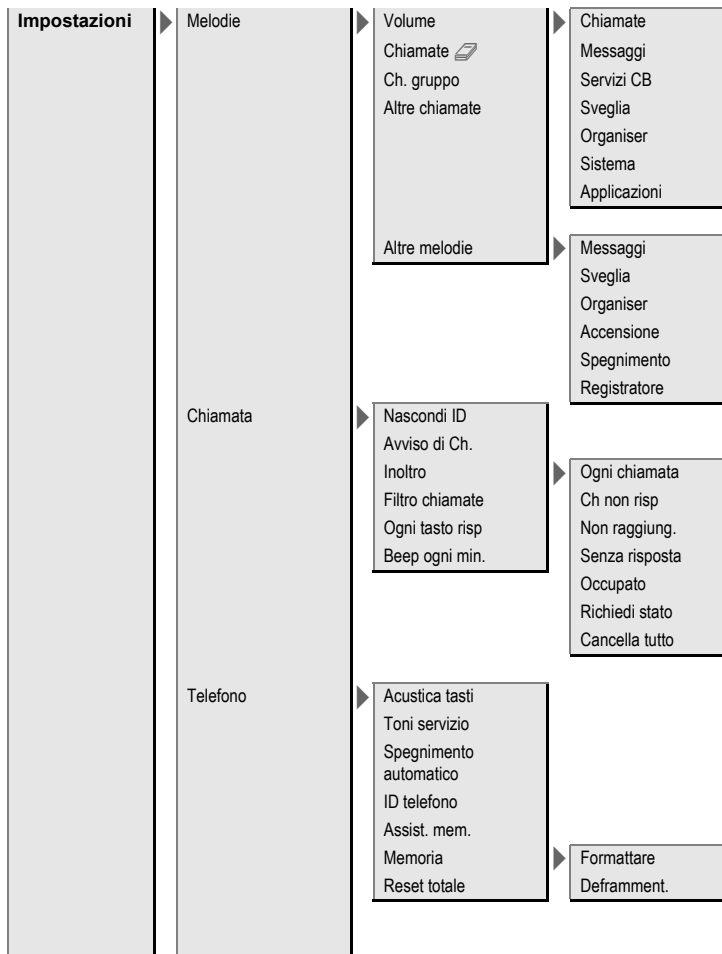 Impostazioni
Melodie
Volume
Chiamate
Chiamate
Messaggi
Ch. gruppo
Servizi CB
Altre chiamate
Sveglia
Organiser
Sistema
Applicazioni
Altre melodie
Messaggi
Sveglia
Organiser
Accensione
Spegnimento
Registratore
Chiamata
Nascondi ID
Avviso di Ch.
Inoltro
Ogni chiamata
Filtro chiamate
Ch non risp
Ogni tasto risp
Non raggiung.
Beep ogni min.
Senza risposta
Occupato
Richiedi stato
Cancella tutto
Telefono
Acustica tasti
Toni servizio
Spegnimento
automatico
ID telefono
Assist. mem.
Memoria
Formattare
Reset totale
Deframment.